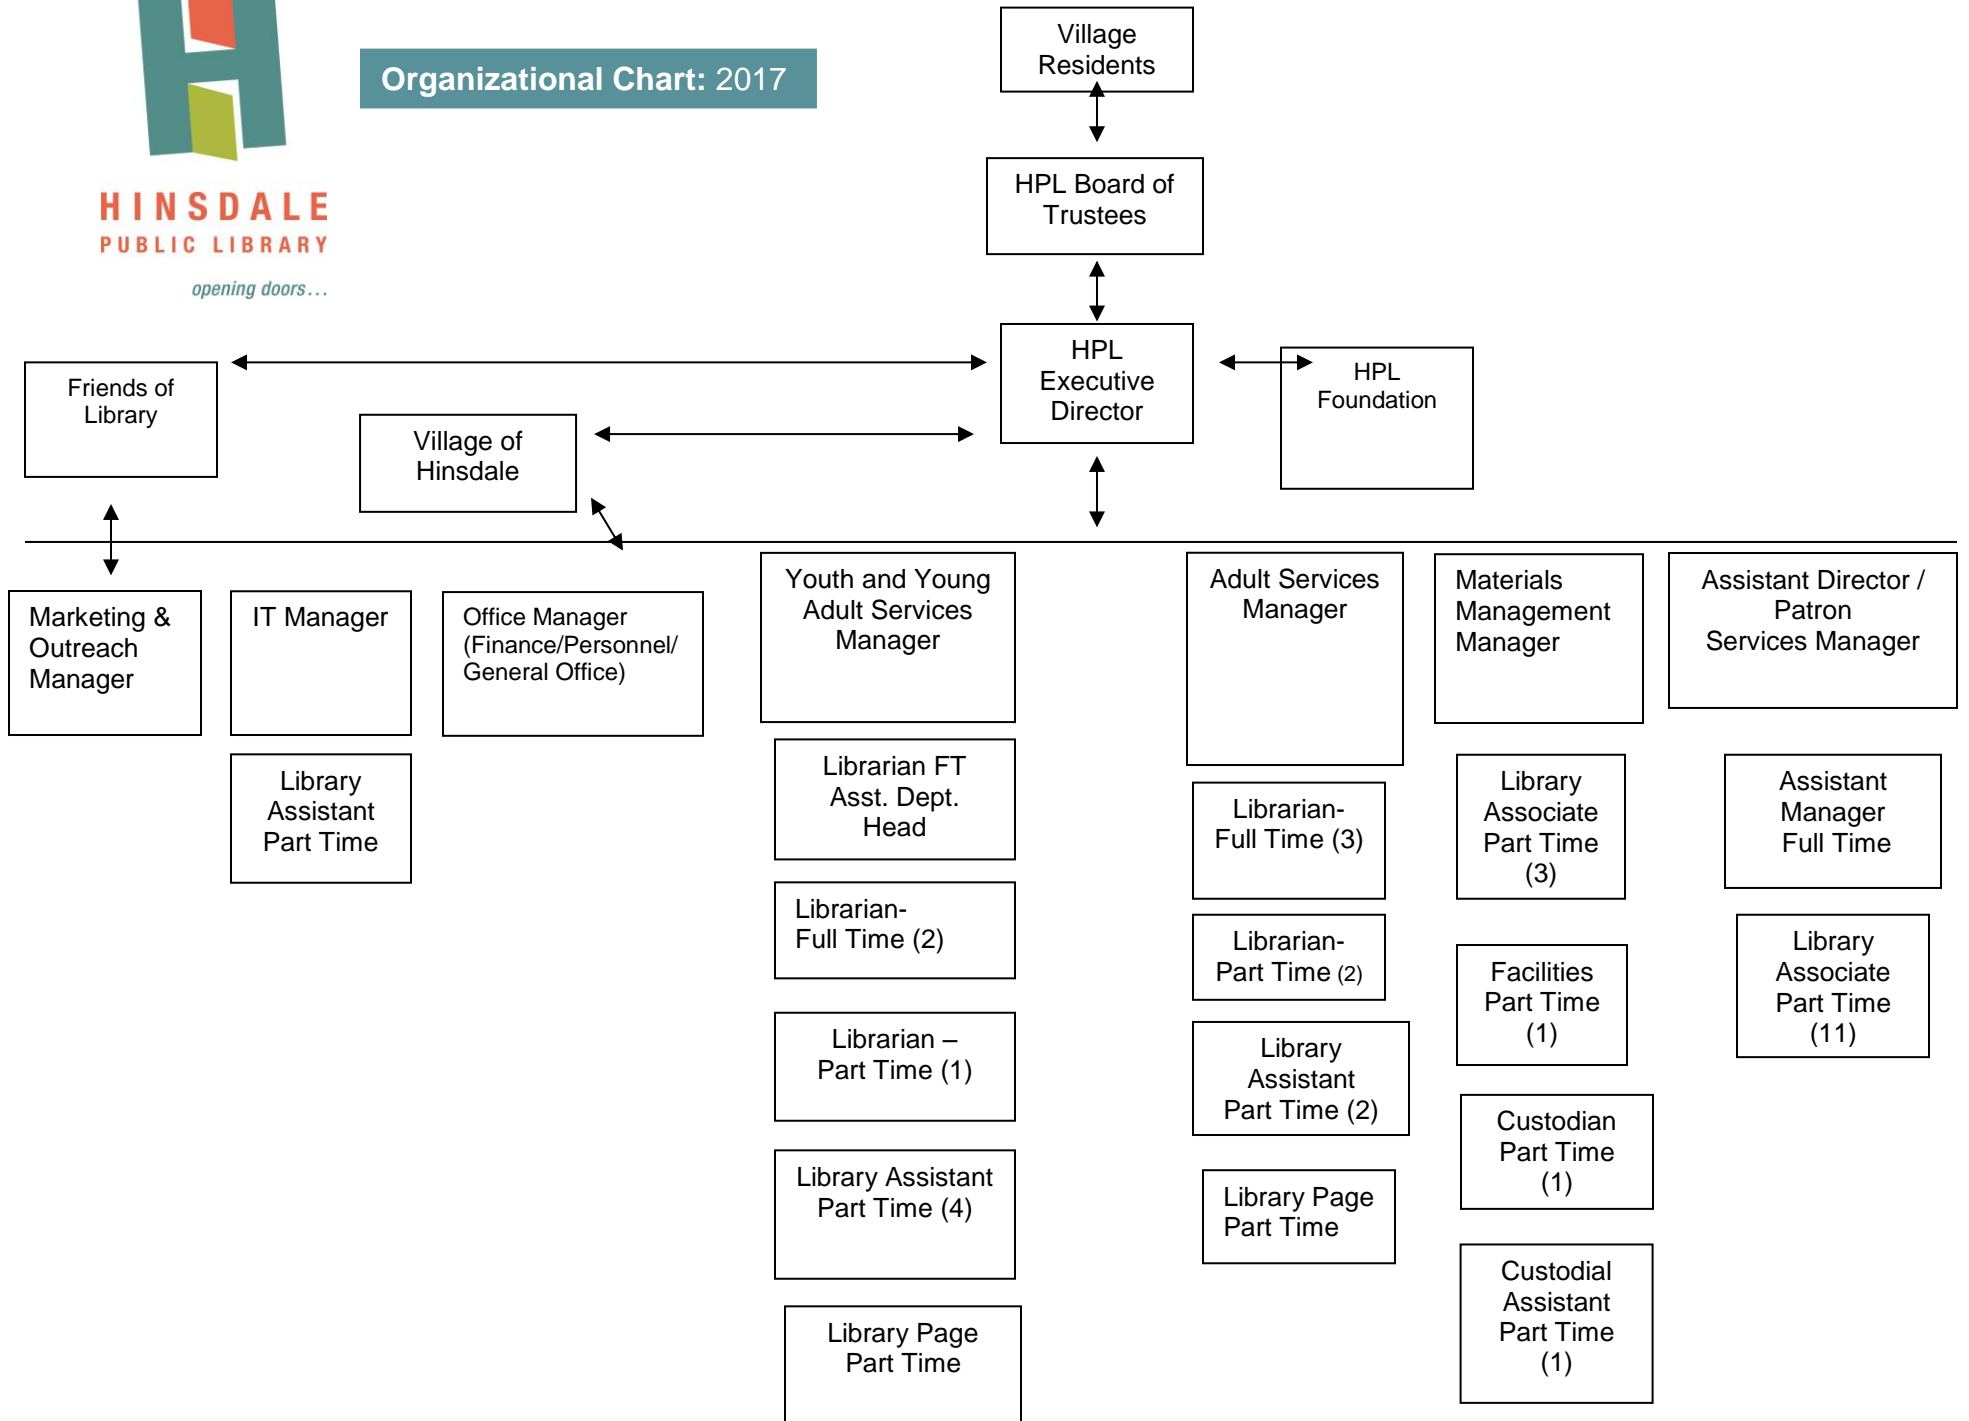 Organizational Chart: 2017
HINSDALE
PUBLIC LIBRARY
opening doors...
Village
Residents
HPL Board of
Trustees
HPL
Executive
Director
HPL
Foundation
Friends of
Library
Village of
Hinsdale
Marketing &
Outreach
Manager
IT Manager
Library
Assistant
Part Time
Office Manager
(Finance/Personnel/
General Office)
Youth and Young
Adult Services
Manager
Librarian FT
Asst. Dept.
Head
Librarian-
Full Time (2)
Librarian –
Part Time (1)
Library Assistant
Part Time (4)
Library Page
Part Time
Adult Services
Manager
Librarian-
Full Time (3)
Librarian-
Part Time (2)
Library
Assistant
Part Time (2)
Library Page
Part Time
Materials
Management
Manager
Library
Associate
Part Time
(3)
Facilities
Part Time
(1)
Custodian
Part Time
(1)
Custodial
Assistant
Part Time
(1)
Assistant Director /
Patron
Services Manager
Assistant
Manager
Full Time
Library
Associate
Part Time
(11)